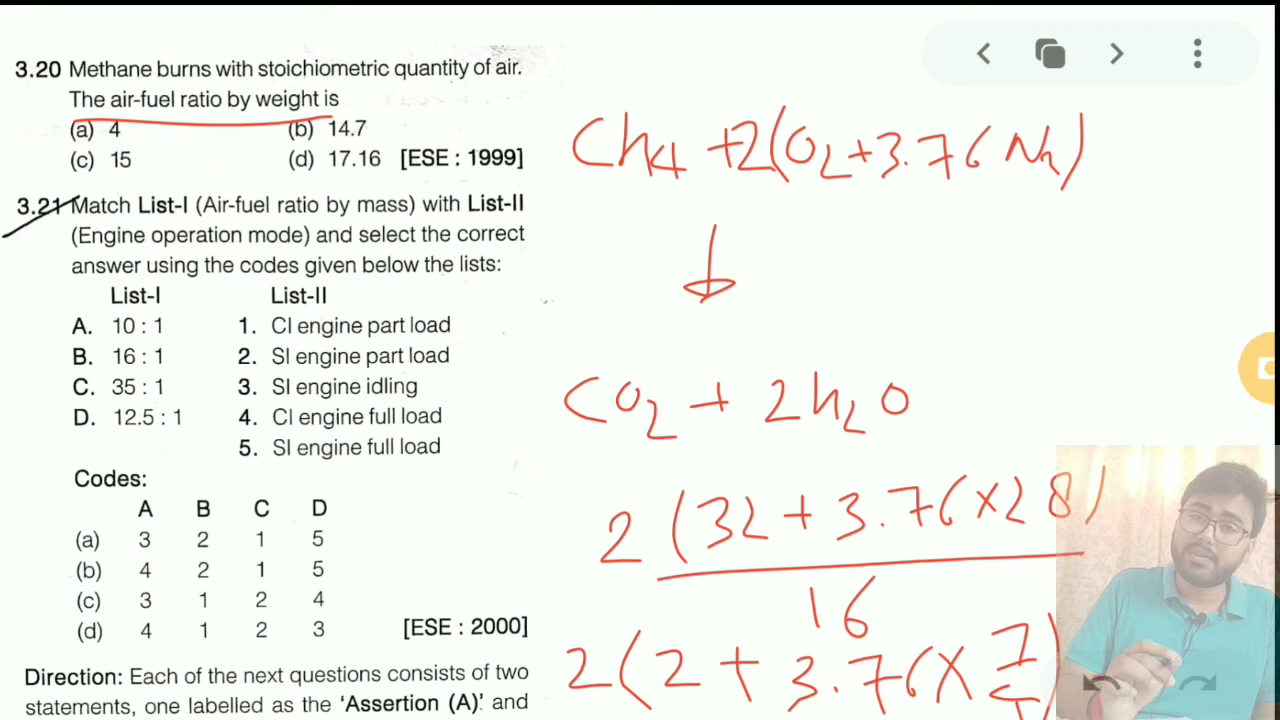 3.20 Methane burns with stoichiometric quantity of air.
The air-fuel ratio by weight is
(a) 4 (b) 14.7
(c) 15 (d) 17.16 [ESE : 1999]
3.21 Match List-I (Air-fuel ratio by mass) with List-II
(Engine operation mode) and select the correct
answer using the codes given below the lists:
List-I List-II
A. 10 : 1 1. CI engine part load
B. 16 : 1 2. SI engine part load
C. 35 : 1 3. SI engine idling
D. 12.5 : 1 4. CI engine full load
5. SI engine full load
Codes:
A B C D
(a) 3 2 1 5
(b) 4 2 1 5
(c) 3 1 2 4
(d) 4 1 2 3 [ESE : 2000]
Direction: Each of the next questions consists of two
statements, one labelled as the 'Assertion (A)' and
CH4 + 2(O2 + 3.76 N2)
↓
CO2 + 2H2O
2 (32 + 3.76 × 28)
16
2 (2 + 3.76 × 7